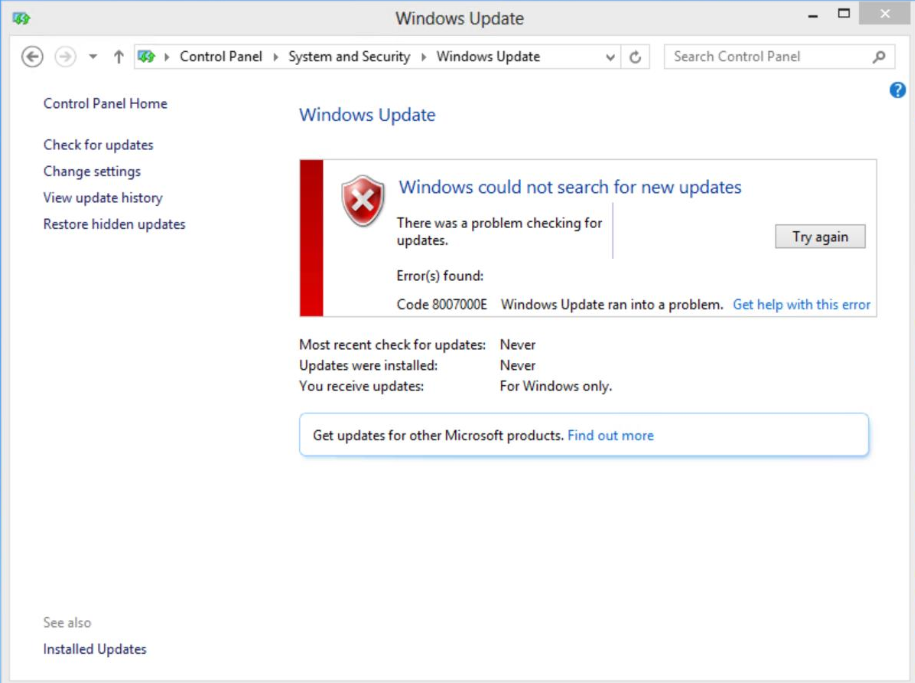 Windows Update
Control Panel System and Security Windows Update
Search Control Panel
Control Panel Home
Check for updates
Change settings
View update history
Restore hidden updates
Windows Update
Windows could not search for new updates
There was a problem checking for
updates.
Try again
Error(s) found:
Code 8007000E Windows Update ran into a problem. Get help with this error
Most recent check for updates: Never
Updates were installed: Never
You receive updates: For Windows only.
Get updates for other Microsoft products. Find out more
See also
Installed Updates